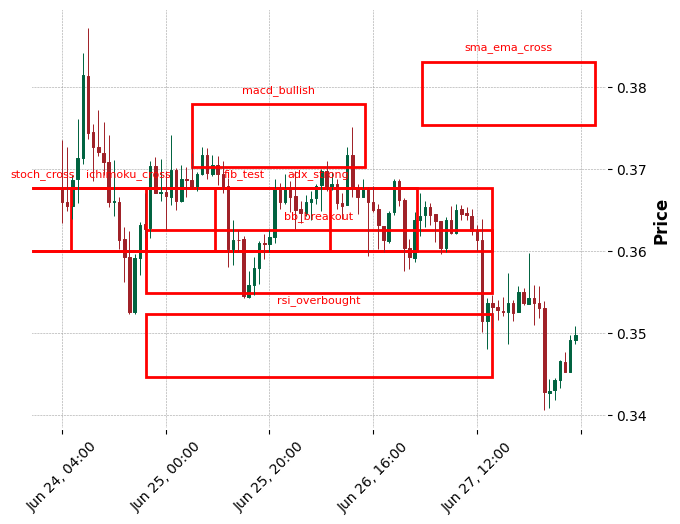 sma_ema_cross
macd_bullish
stoch_cross
ichimoku_cross
fib_test
adx_strong
bb_breakout
rsi_overbought
0.38
0.37
0.36
0.35
0.34
Price
Jun 24, 04:00
Jun 25, 00:00
Jun 25, 20:00
Jun 26, 16:00
Jun 27, 12:00